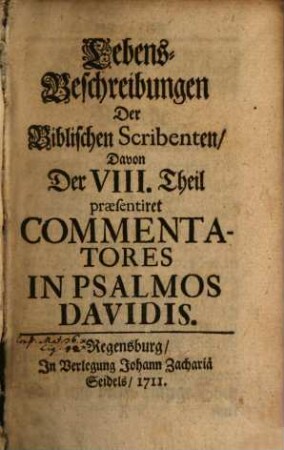 Lebens-
Beschreibungen
Der
Biblischen Scribenten/
Davon
Der VIII. Theil
præsentiret
COMMENTA-
TORES
IN PSALMOS
DAVIDIS.
Regensburg/
In Verlegung Johann Zachariä
Seidels/ 1711.